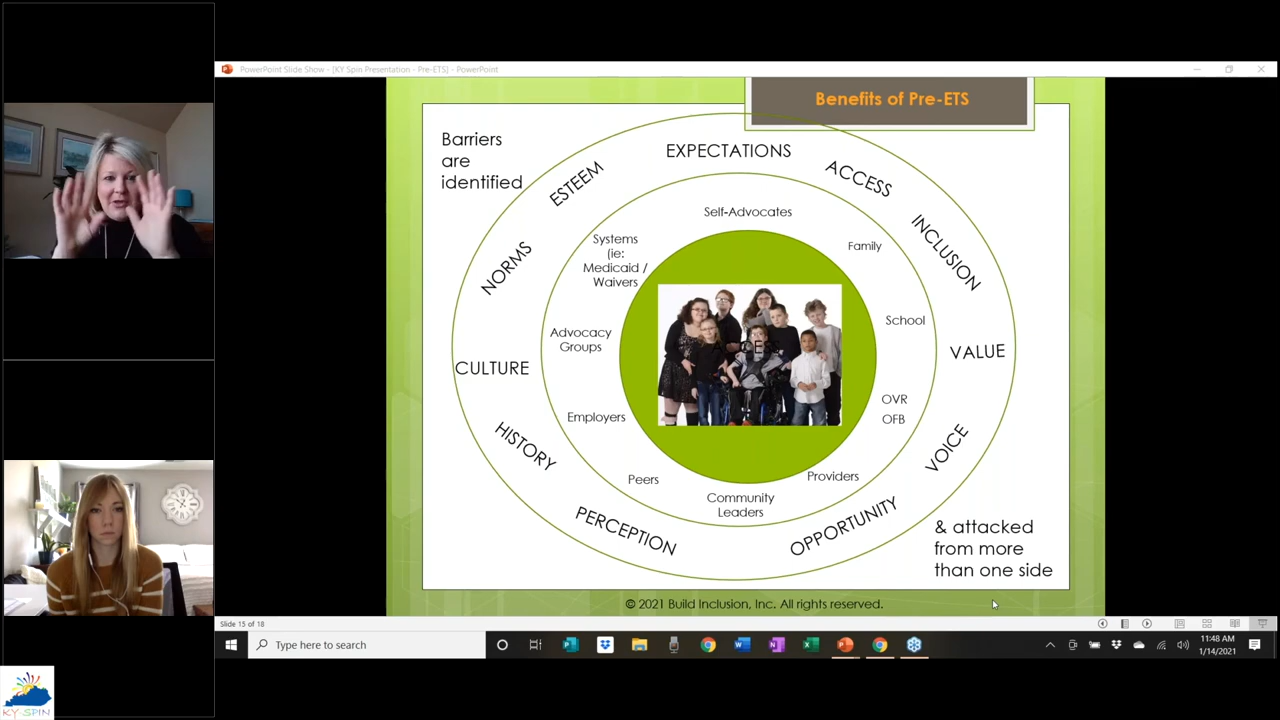 PowerPoint Slide Show - [KY Spin Presentation - Pre-ETS] - PowerPoint
Benefits of Pre-ETS
Barriers
are
identified
EXPECTATIONS
ACCESS
INCLUSION
VALUE
VOICE
OPPORTUNITY
PERCEPTION
HISTORY
CULTURE
NORMS
ESTEEM
Self-Advocates
Family
School
OVR
OFB
Providers
Community
Leaders
Peers
Employers
Advocacy
Groups
Systems
(ie:
Medicaid /
Waivers
& attacked
from more
than one side
© 2021 Build Inclusion, Inc. All rights reserved.
Slide 15 of 18
Type here to search
11:48 AM
1/14/2021
KY-SPIN